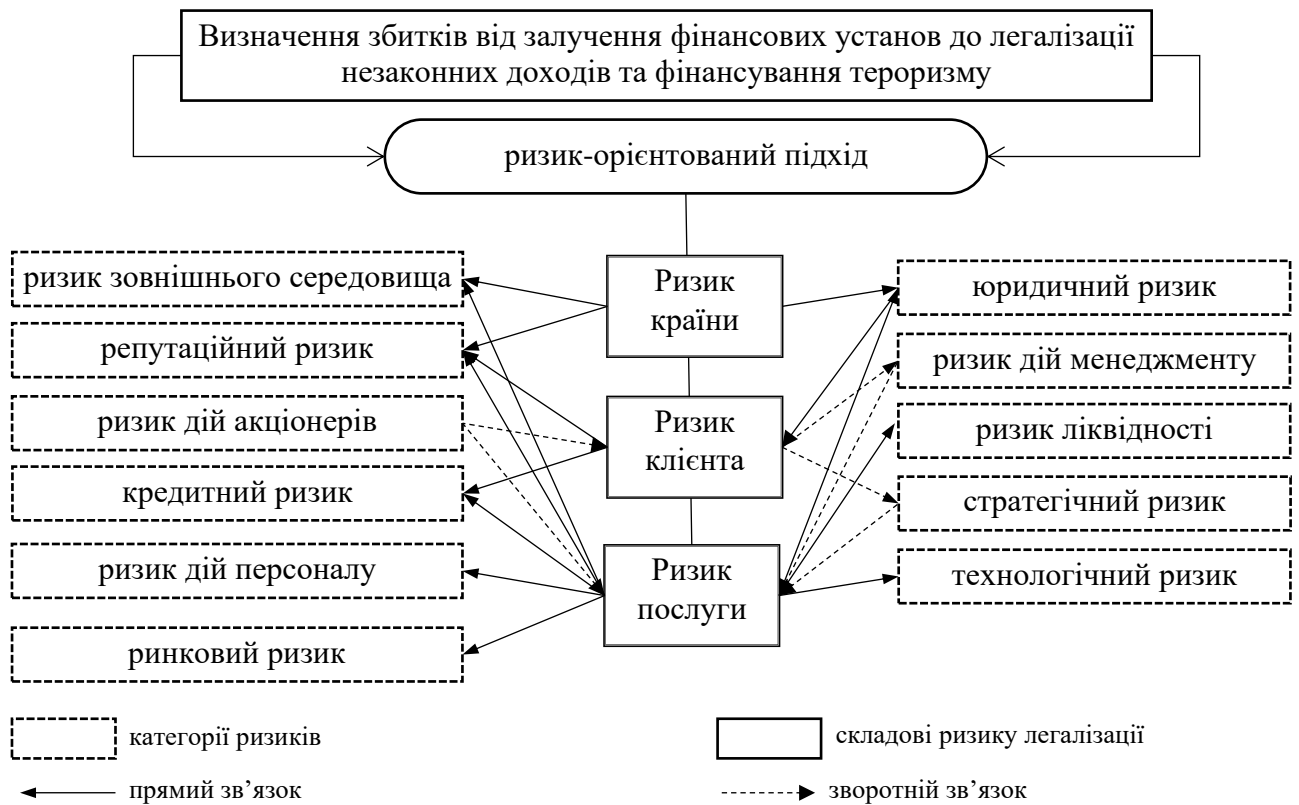 Визначення збитків від залучення фінансових установ до легалізації
незаконних доходів та фінансування тероризму
ризик-орієнтований підхід
ризик зовнішнього середовища
репутаційний ризик
ризик дій акціонерів
кредитний ризик
ризик дій персоналу
ринковий ризик
Ризик
країни
Ризик
клієнта
Ризик
послуги
юридичний ризик
ризик дій менеджменту
ризик ліквідності
стратегічний ризик
технологічний ризик
категорії ризиків
складові ризику легалізації
прямий зв’язок
зворотній зв’язок